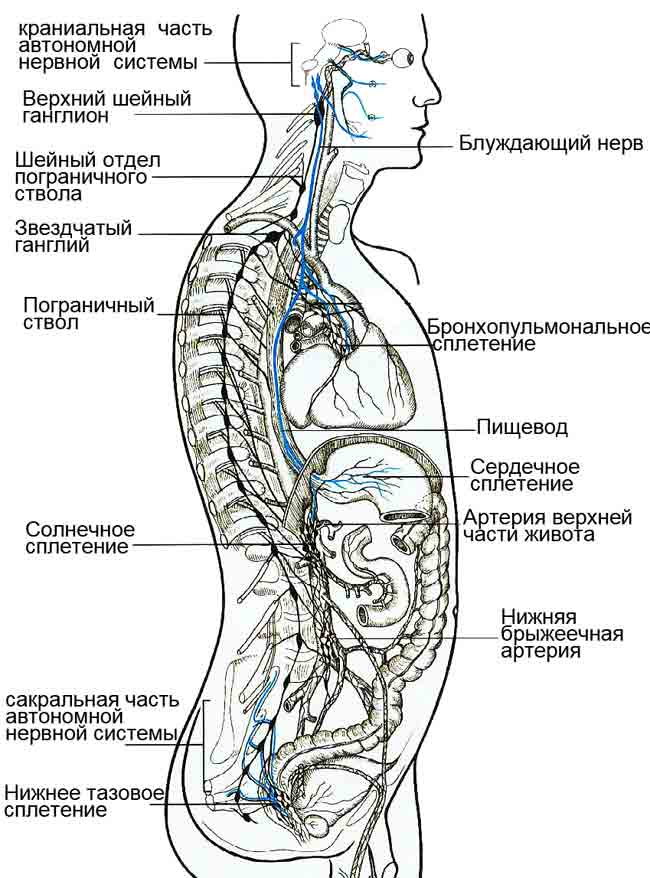 краниальная часть
автономной
нервной системы
Верхний шейный
ганглион
Блуждающий нерв
Шейный отдел
пограничного
ствола
Звездчатый
ганглий
Пограничный
ствол
Бронхопульмональное
сплетение
Пищевод
Сердечное
сплетение
Артерия верхней
части живота
Солнечное
сплетение
Нижняя
брыжеечная
артерия
сакральная часть
автономной
нервной системы
Нижнее тазовое
сплетение